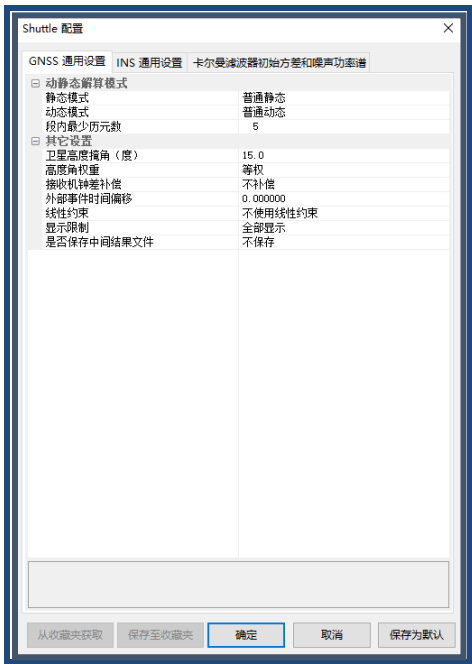 Shuttle 配置
GNSS 通用设置 INS 通用设置 卡尔曼滤波器初始方差和噪声功率谱
动静态解算模式
静态模式 普通静态
动态模式 普通动态
段内最少历元数 5
其它设置
卫星高度掩角（度） 15.0
高度角权重 等权
接收机钟差补偿 不补偿
外部事件时间偏移 0.000000
线性约束 不使用线性约束
显示限制 全部显示
是否保存中间结果文件 不保存
从收藏夹获取 保存至收藏夹 确定 取消 保存为默认